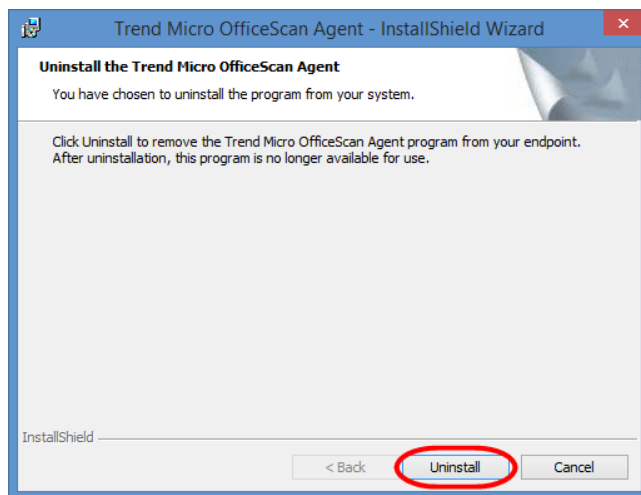 Trend Micro OfficeScan Agent - InstallShield Wizard
Uninstall the Trend Micro OfficeScan Agent
You have chosen to uninstall the program from your system.
Click Uninstall to remove the Trend Micro OfficeScan Agent program from your endpoint.
After uninstallation, this program is no longer available for use.
InstallShield
< Back Uninstall Cancel